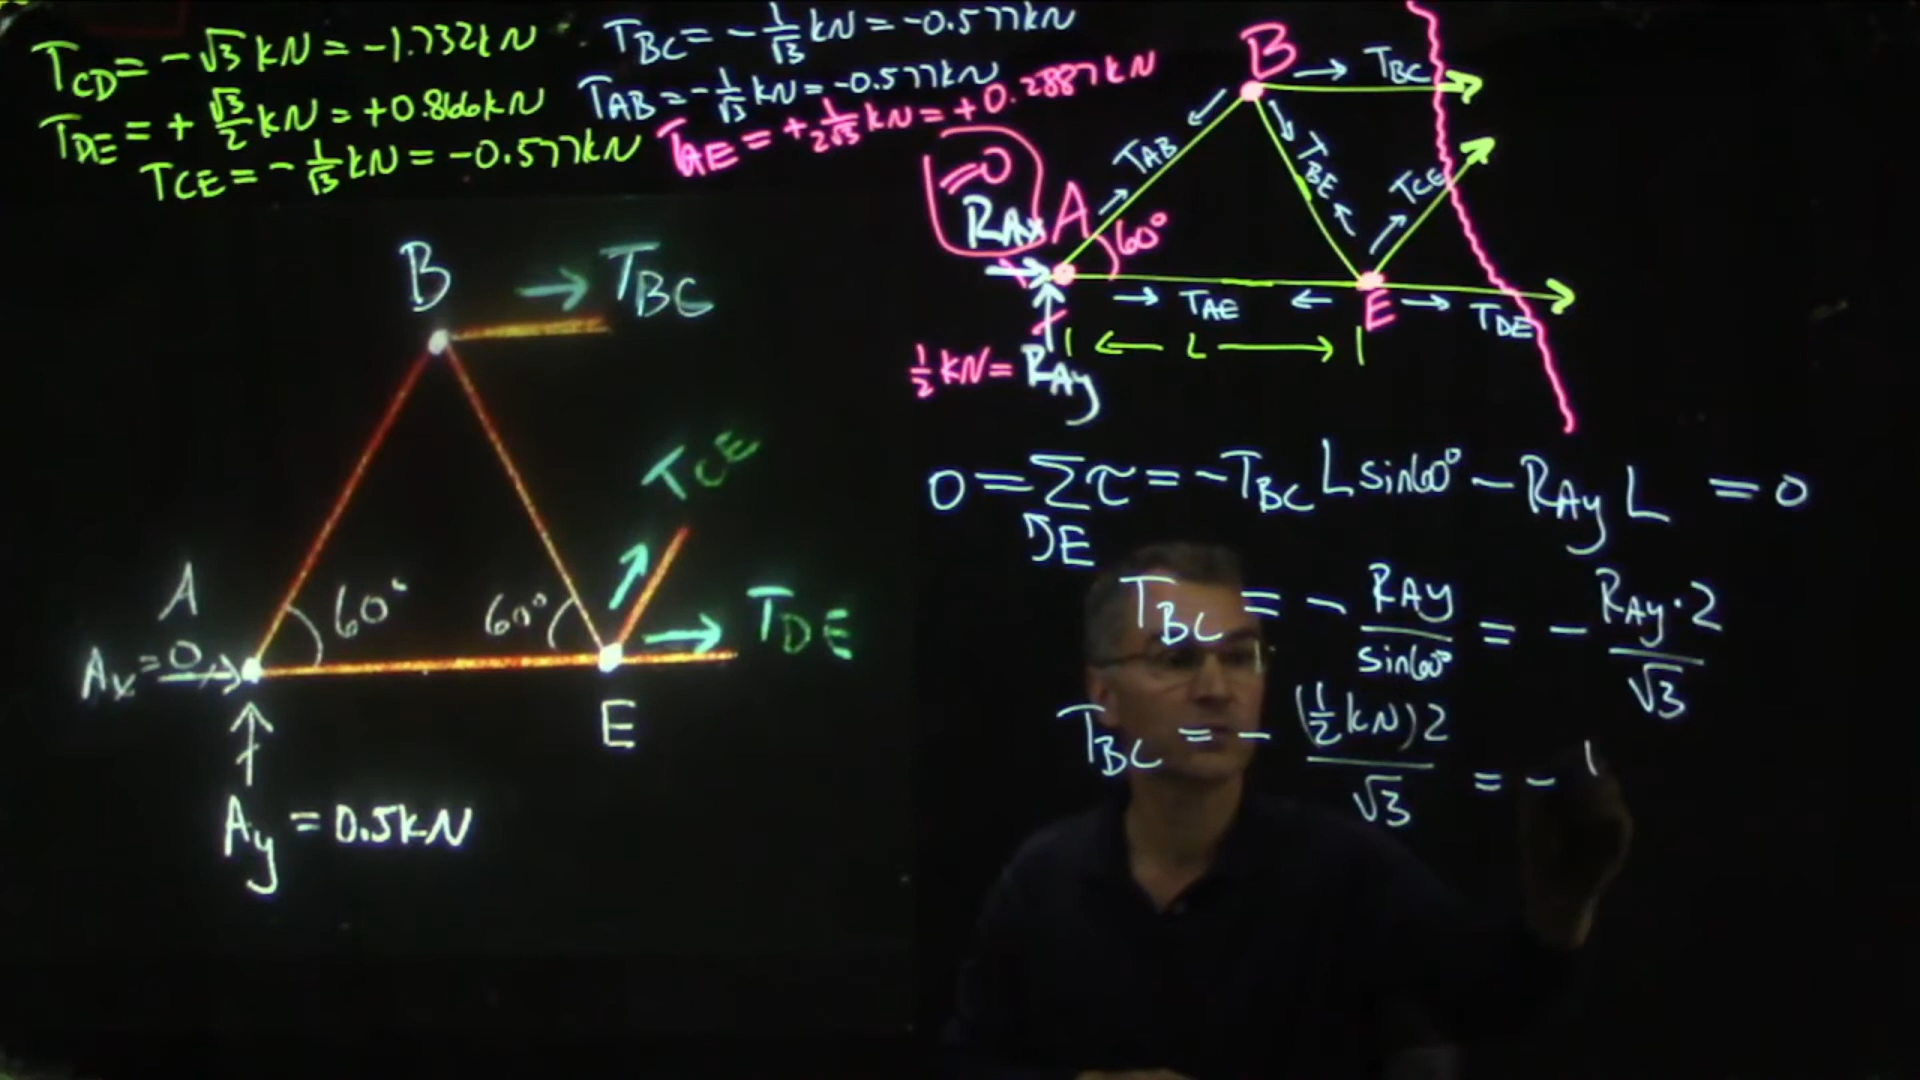 T_CD = -√3 kN = -1.732kN
T_DE = + √3/2 kN = +0.866kN
T_CE = - 1/√3 kN = -0.577kN
T_BC = - 1/√3 kN = -0.577kN
T_AB = - 1/√3 kN = -0.577kN
T_AE = + 1/2√3 kN = +0.2887kN
B
→ T_BC
T_CE
A
60°
60°
T_DE
A_x = 0
E
A_y = 0.5kN
B
→ T_BC
T_AB
T_BE
T_CE
=0
R_Ax
A
60°
→ T_AE ←
E
→ T_DE
← L →
1/2 kN = R_Ay
0 = Στ = -T_BC L sin60° - R_Ay L = 0
E
T_BC = - R_Ay/sin60° = - R_Ay·2/√3
T_BC = - (1/2 kN)2/√3 = -